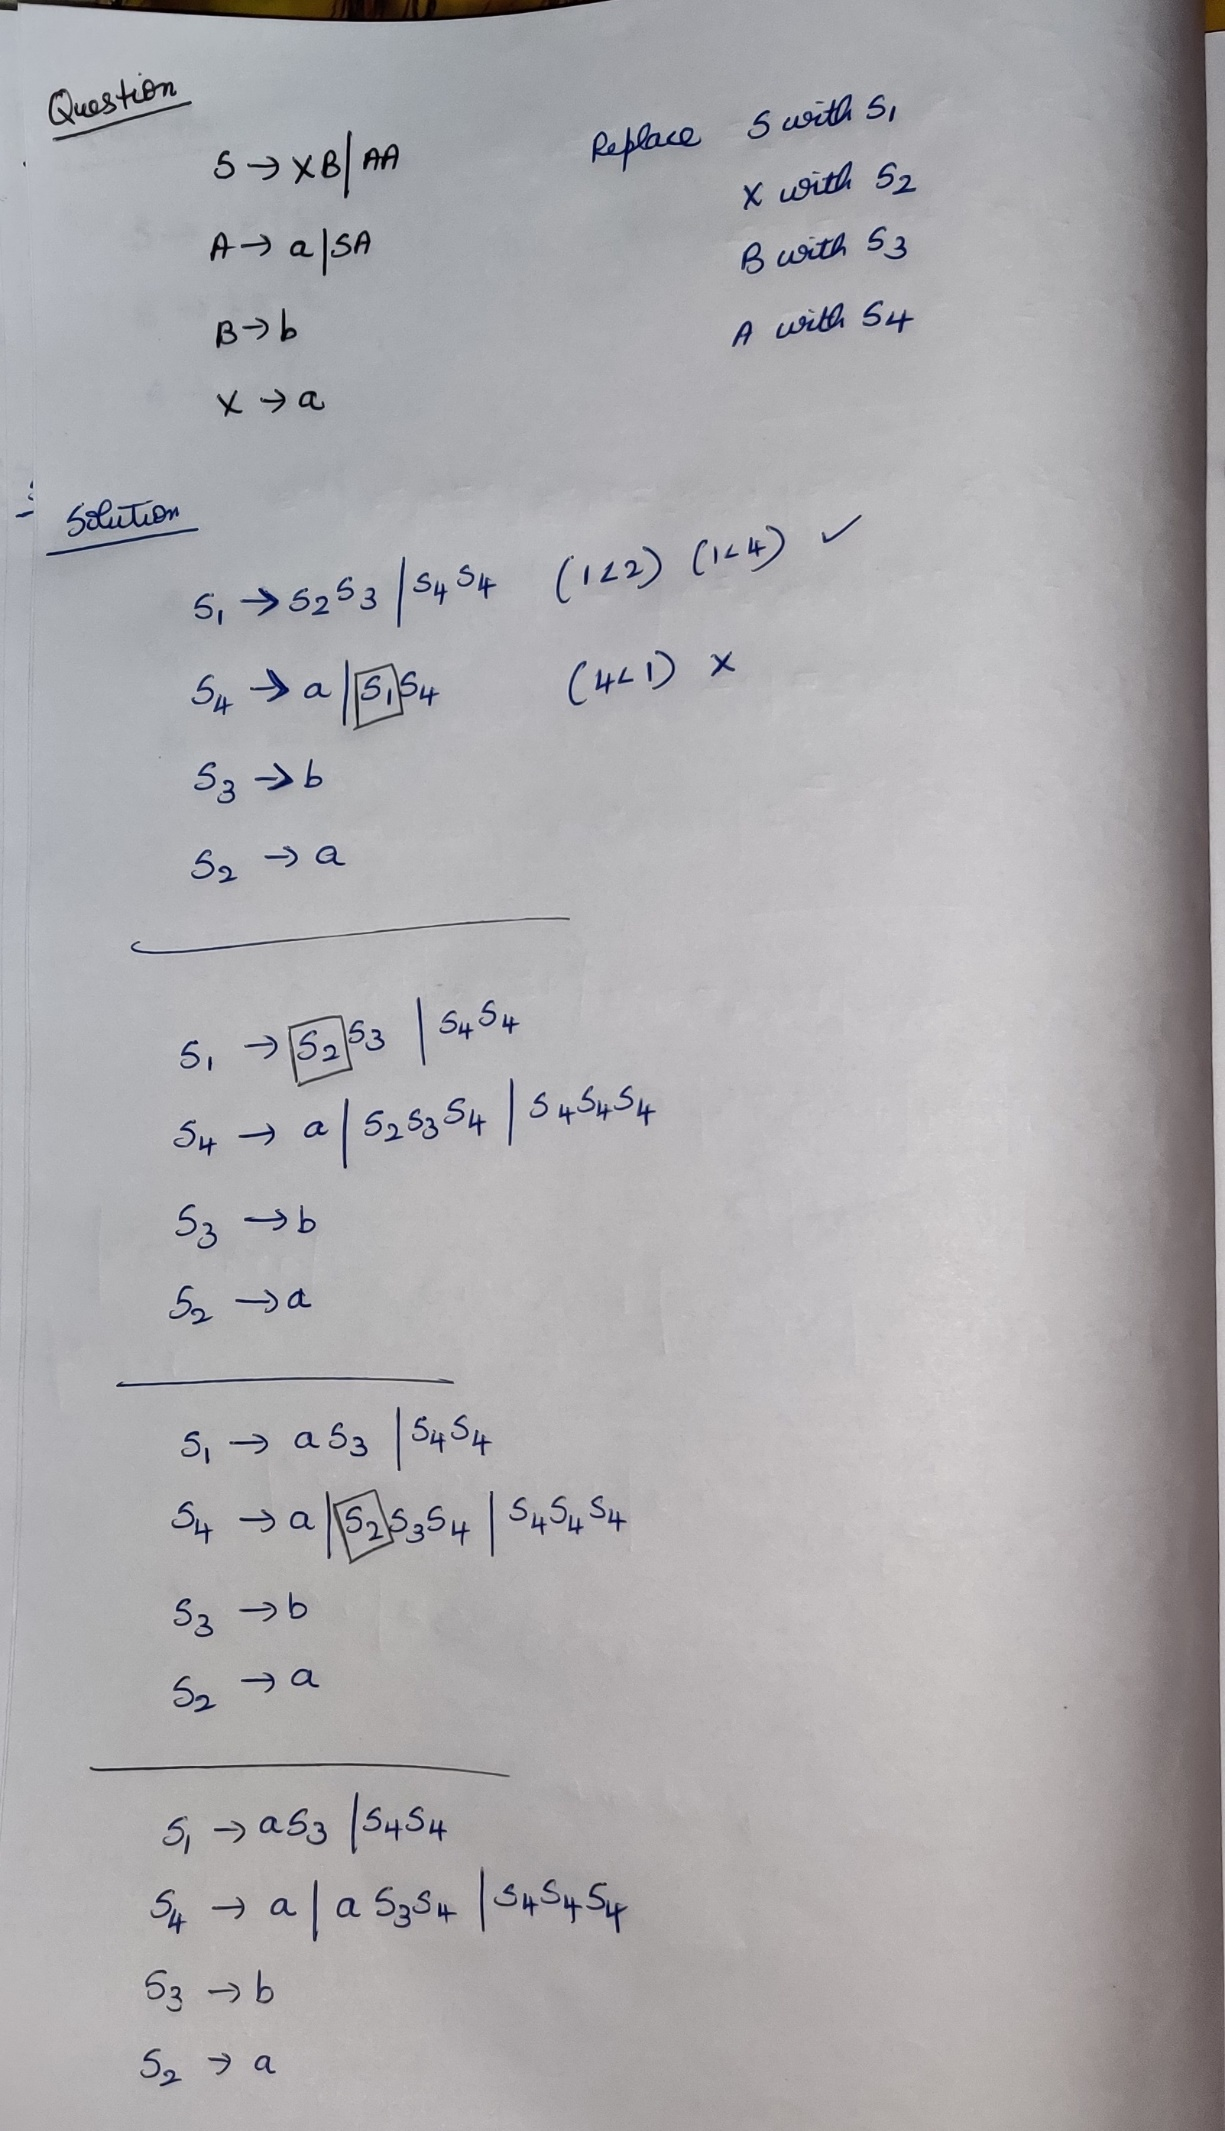 Question
S → XB | AA
A → a | SA
B → b
X → a
Replace S with S₁
X with S₂
B with S₃
A with S₄
Solution
S₁ → S₂S₃ | S₄S₄ (1<2) (1<4) ✓
S₄ → a | S₁S₄ (4<1) ×
S₃ → b
S₂ → a
S₁ → S₂S₃ | S₄S₄
S₄ → a | S₂S₃S₄ | S₄S₄S₄
S₃ → b
S₂ → a
S₁ → aS₃ | S₄S₄
S₄ → a | S₂S₃S₄ | S₄S₄S₄
S₃ → b
S₂ → a
S₁ → aS₃ | S₄S₄
S₄ → a | aS₃S₄ | S₄S₄S₄
S₃ → b
S₂ → a